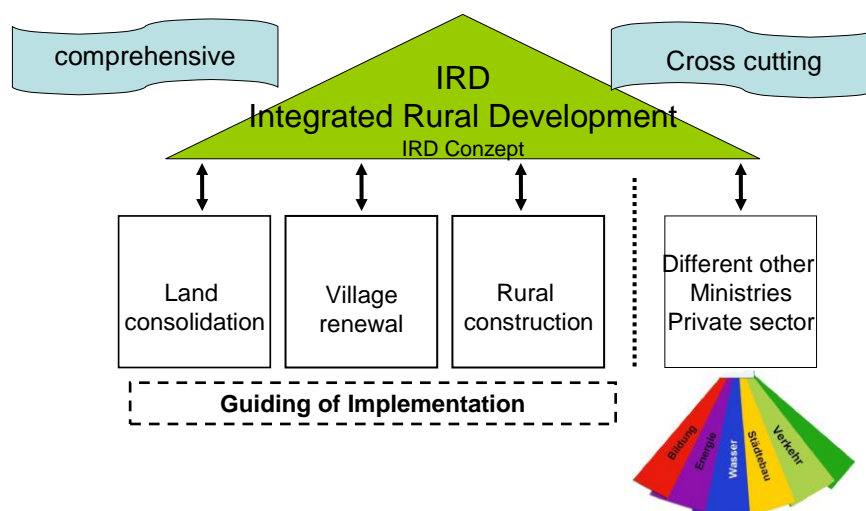 comprehensive
Cross cutting
IRD
Integrated Rural Development
IRD Conzept
Land
consolidation
Village
renewal
Rural
construction
Different other
Ministries
Private sector
Guiding of Implementation
Bildung
Energie
Wasser
Städtebau
Verkehr